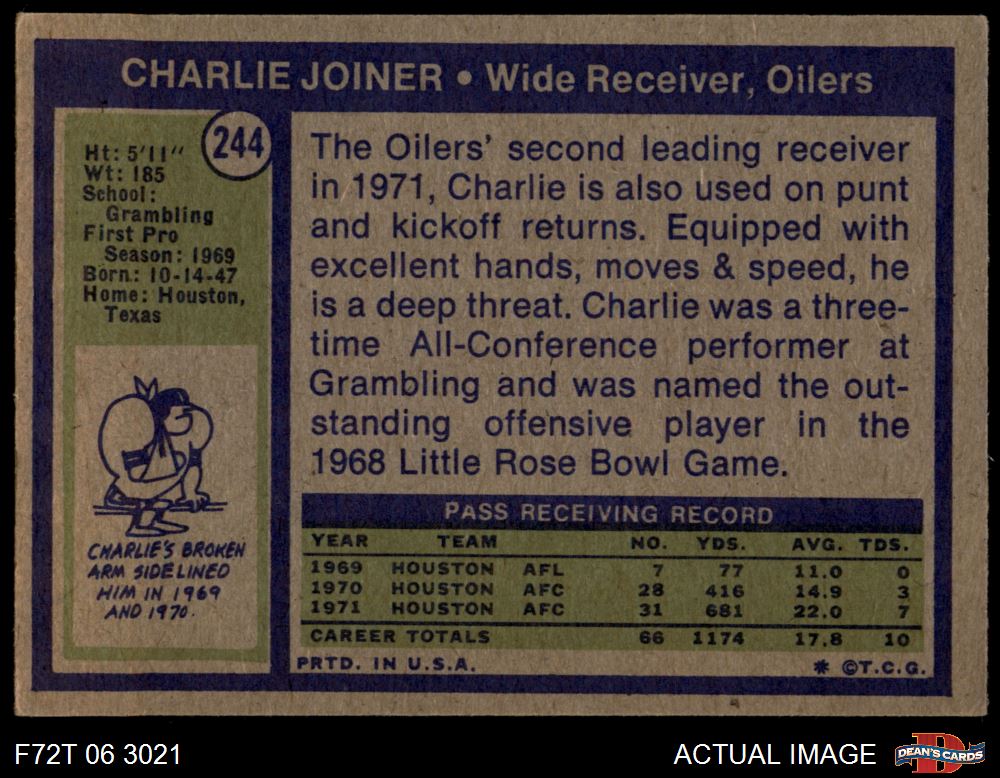 CHARLIE JOINER • Wide Receiver, Oilers
244
Ht: 5'11"
Wt: 185
School:
Grambling
First Pro
Season: 1969
Born: 10-14-47
Home: Houston,
Texas
CHARLIE'S BROKEN
ARM SIDELINED
HIM IN 1969
AND 1970.
The Oilers' second leading receiver
in 1971, Charlie is also used on punt
and kickoff returns. Equipped with
excellent hands, moves & speed, he
is a deep threat. Charlie was a three-
time All-Conference performer at
Grambling and was named the out-
standing offensive player in the
1968 Little Rose Bowl Game.
PASS RECEIVING RECORD
YEAR TEAM NO. YDS. AVG. TDS.
1969 HOUSTON AFL 7 77 11.0 0
1970 HOUSTON AFC 28 416 14.9 3
1971 HOUSTON AFC 31 681 22.0 7
CAREER TOTALS 66 1174 17.8 10
PRTD. IN U.S.A. * ©T.C.G.
F72T 06 3021 ACTUAL IMAGE
D
DEAN'S CARDS